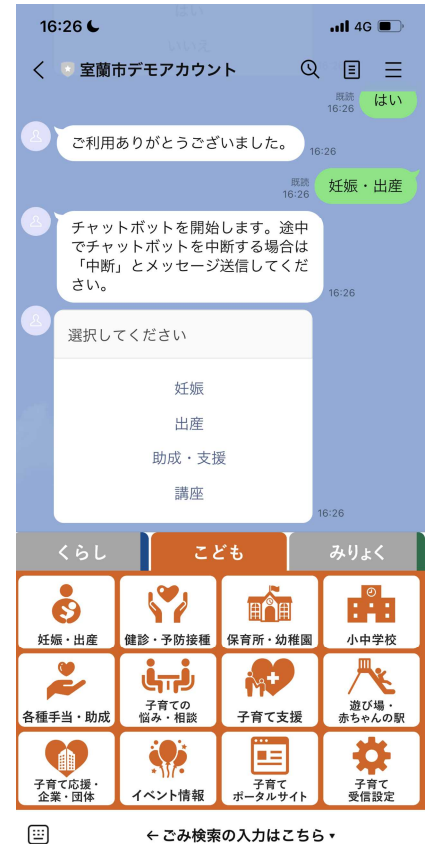 はい
いいえ
16:26
4G
室蘭市デモアカウント
既読
16:26
はい
ご利用ありがとうございました。
16:26
既読
16:26
妊娠・出産
チャットボットを開始します。途中
でチャットボットを中断する場合は
「中断」とメッセージ送信してくだ
さい。
16:26
選択してください
妊娠
出産
助成・支援
講座
16:26
くらし
こども
みりょく
妊娠・出産
健診・予防接種
保育所・幼稚園
小中学校
各種手当・助成
子育ての
悩み・相談
子育て支援
遊び場・
赤ちゃんの駅
子育て応援・
企業・団体
イベント情報
子育て
ポータルサイト
子育て
受信設定
←ごみ検索の入力はこちら▼